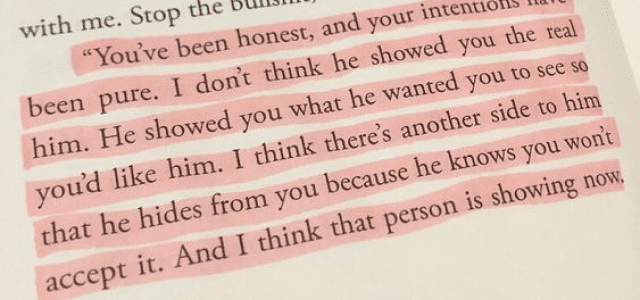 with me. Stop the
“You’ve been honest, and your intentions have
been pure. I don’t think he showed you the real
him. He showed you what he wanted you to see so
you’d like him. I think there’s another side to him
that he hides from you because he knows you won’t
accept it. And I think that person is showing now.